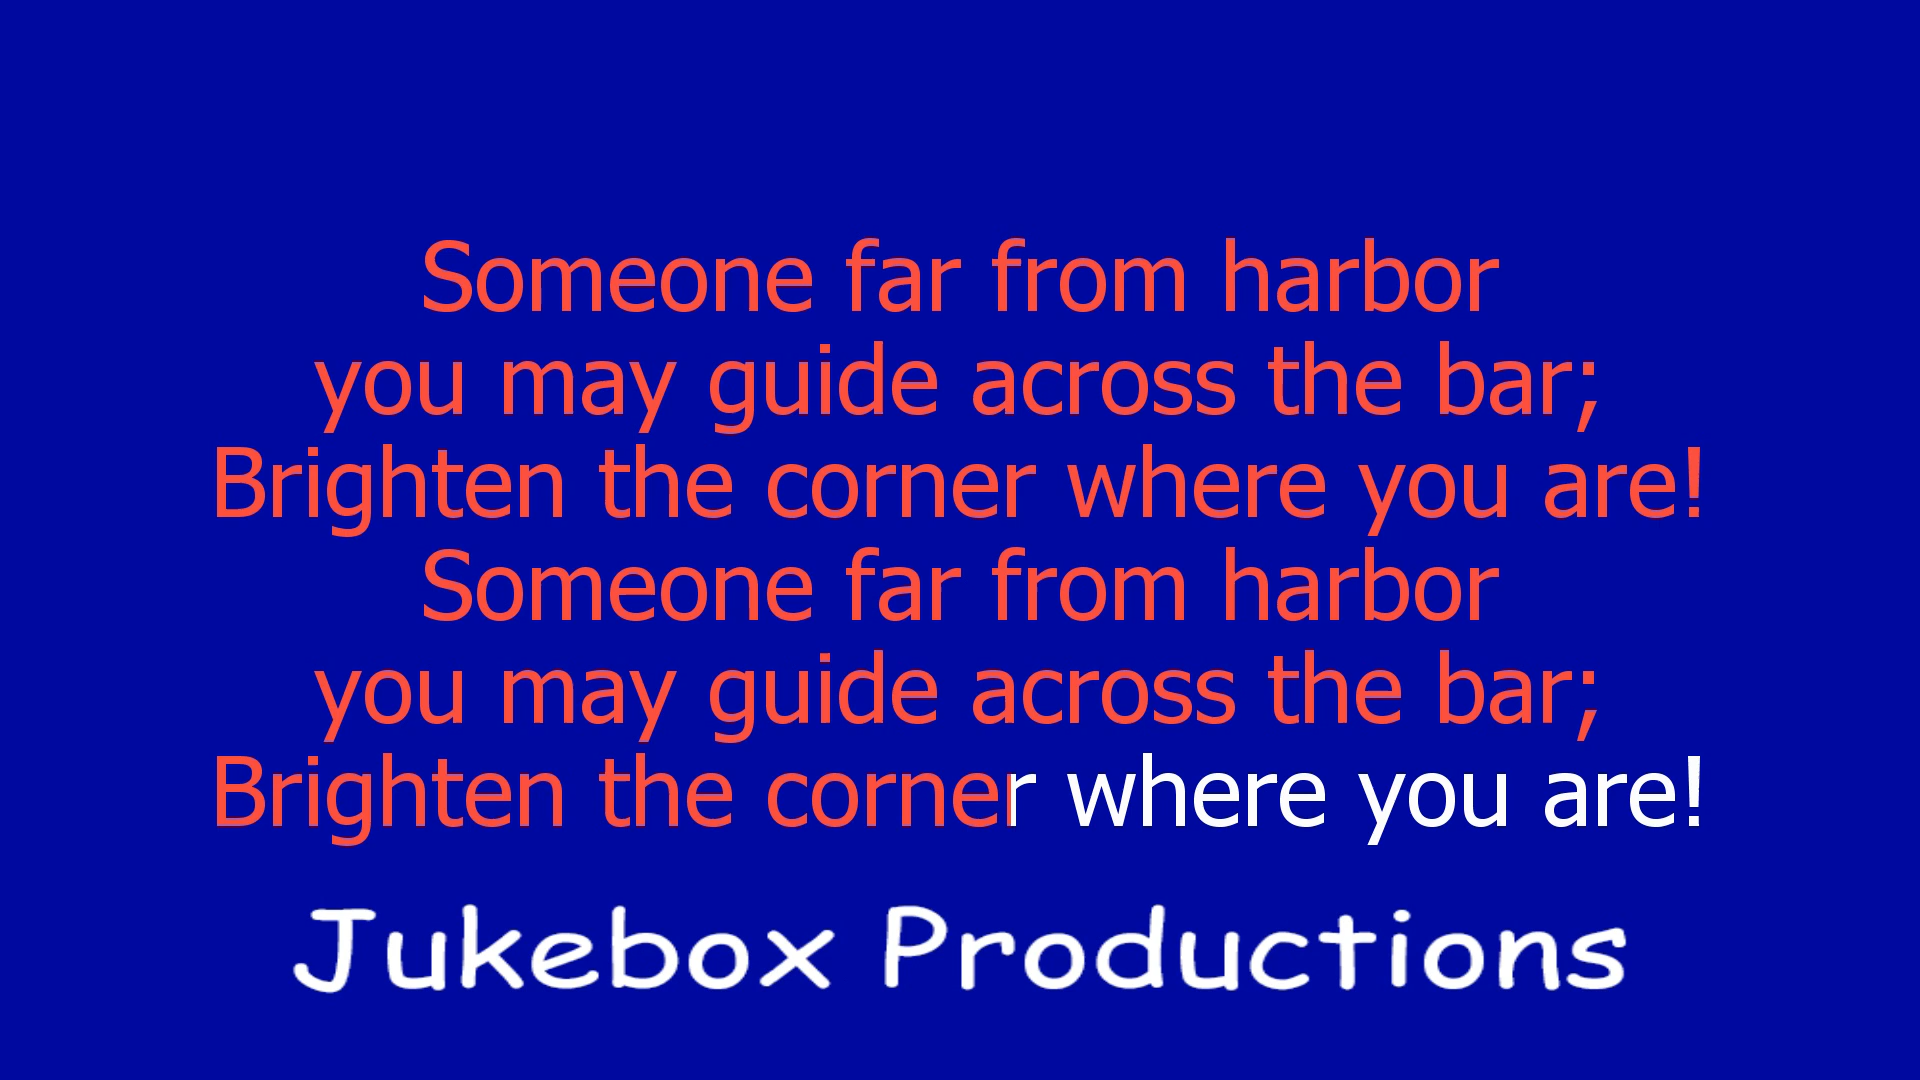 Someone far from harbor
you may guide across the bar;
Brighten the corner where you are!
Someone far from harbor
you may guide across the bar;
Brighten the corner where you are!
Jukebox Productions